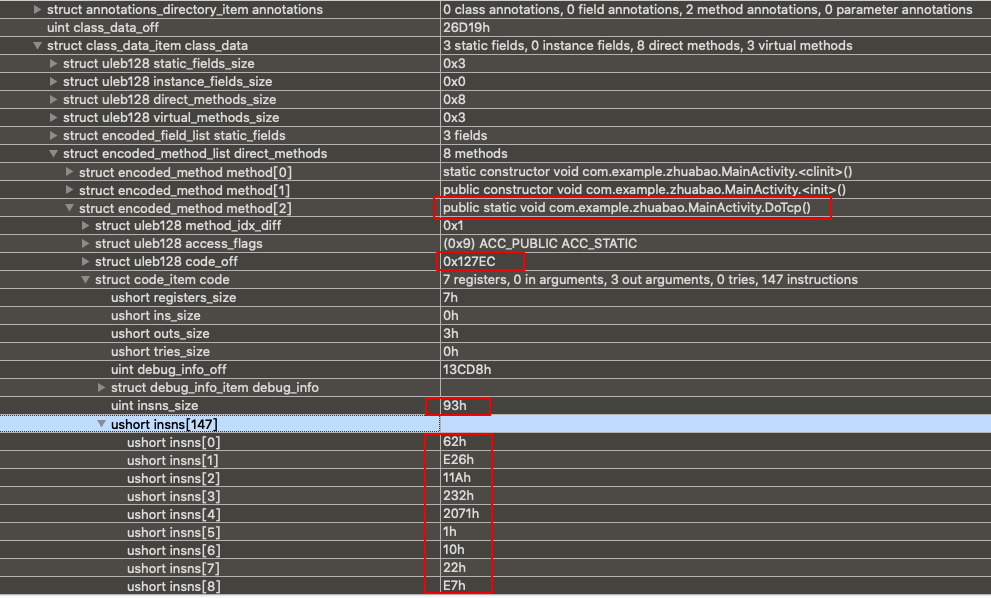 struct annotations_directory_item annotations 0 class annotations, 0 field annotations, 2 method annotations, 0 parameter annotations
uint class_data_off 26D19h
struct class_data_item class_data 3 static fields, 0 instance fields, 8 direct methods, 3 virtual methods
struct uleb128 static_fields_size 0x3
struct uleb128 instance_fields_size 0x0
struct uleb128 direct_methods_size 0x8
struct uleb128 virtual_methods_size 0x3
struct encoded_field_list static_fields 3 fields
struct encoded_method_list direct_methods 8 methods
struct encoded_method method[0] static constructor void com.example.zhuabao.MainActivity.<clinit>()
struct encoded_method method[1] public constructor void com.example.zhuabao.MainActivity.<init>()
struct encoded_method method[2] public static void com.example.zhuabao.MainActivity.DoTcp()
struct uleb128 method_idx_diff 0x1
struct uleb128 access_flags (0x9) ACC_PUBLIC ACC_STATIC
struct uleb128 code_off 0x127EC
struct code_item code 7 registers, 0 in arguments, 3 out arguments, 0 tries, 147 instructions
ushort registers_size 7h
ushort ins_size 0h
ushort outs_size 3h
ushort tries_size 0h
uint debug_info_off 13CD8h
struct debug_info_item debug_info
uint insns_size 93h
ushort insns[147]
ushort insns[0] 62h
ushort insns[1] E26h
ushort insns[2] 11Ah
ushort insns[3] 232h
ushort insns[4] 2071h
ushort insns[5] 1h
ushort insns[6] 10h
ushort insns[7] 22h
ushort insns[8] E7h